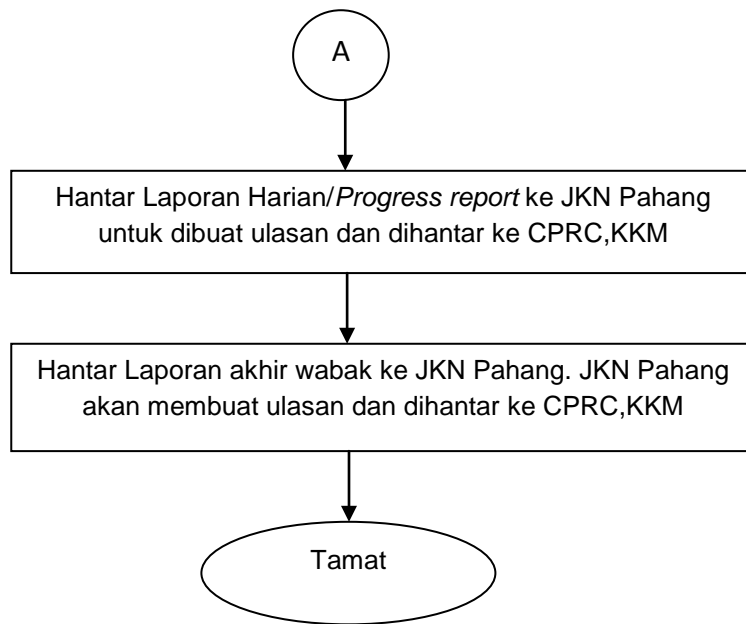 A
Hantar Laporan Harian/Progress report ke JKN Pahang
untuk dibuat ulasan dan dihantar ke CPRC,KKM
Hantar Laporan akhir wabak ke JKN Pahang. JKN Pahang
akan membuat ulasan dan dihantar ke CPRC,KKM
Tamat